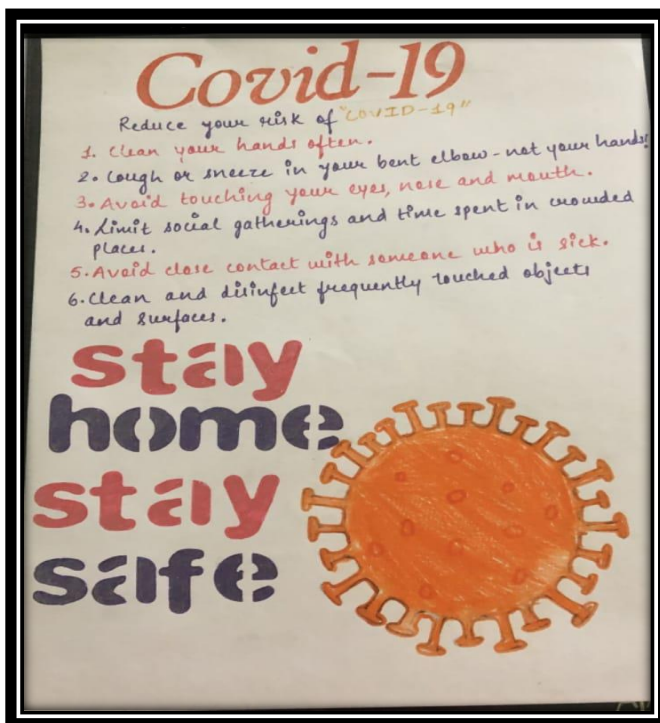 Covid-19
Reduce your risk of "COVID-19"
1. Clean your hands often.
2. Cough or sneeze in your bent elbow - not your hands!
3. Avoid touching your eyes, nose and mouth.
4. Limit social gatherings and time spent in crowded
places.
5. Avoid close contact with someone who is sick.
6. Clean and disinfect frequently touched objects
and surfaces.
stay
home
stay
safe